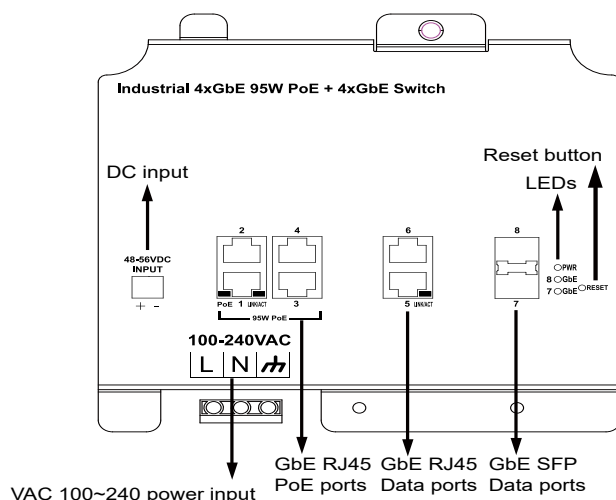 Industrial 4xGbE 95W PoE + 4xGbE Switch
Reset button
DC input
LEDs
2
4
6
8
48-56VDC
INPUT
PWR
8 GbE
7 GbE
RESET
+ -
PoE 1 LINK/ACT
3
5 LINK/ACT
7
95W PoE
100-240VAC
L N
GbE RJ45
PoE ports
GbE RJ45
Data ports
GbE SFP
Data ports
VAC 100~240 power input